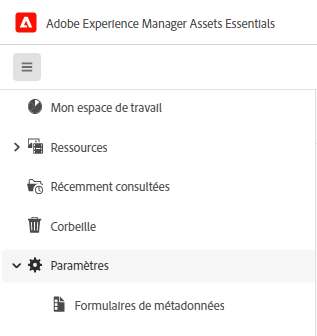 Adobe Experience Manager Assets Essentials
Mon espace de travail
Ressources
Récemment consultées
Corbeille
Paramètres
Formulaires de métadonnées